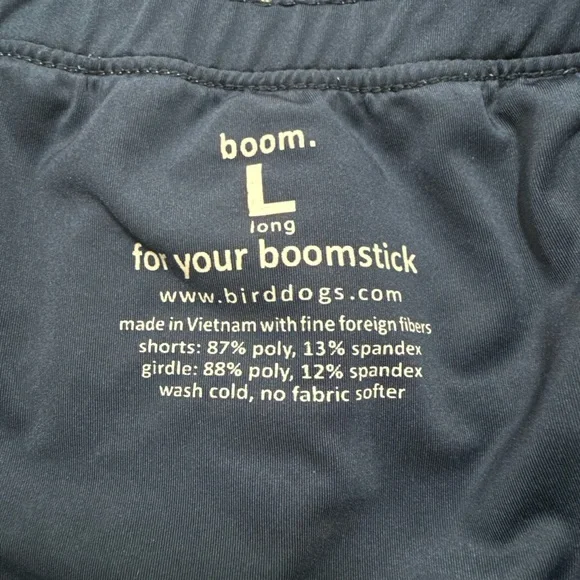 boom.
L
long
for your boomstick
www.birddogs.com
made in Vietnam with fine foreign fibers
shorts: 87% poly, 13% spandex
girdle: 88% poly, 12% spandex
wash cold, no fabric softer